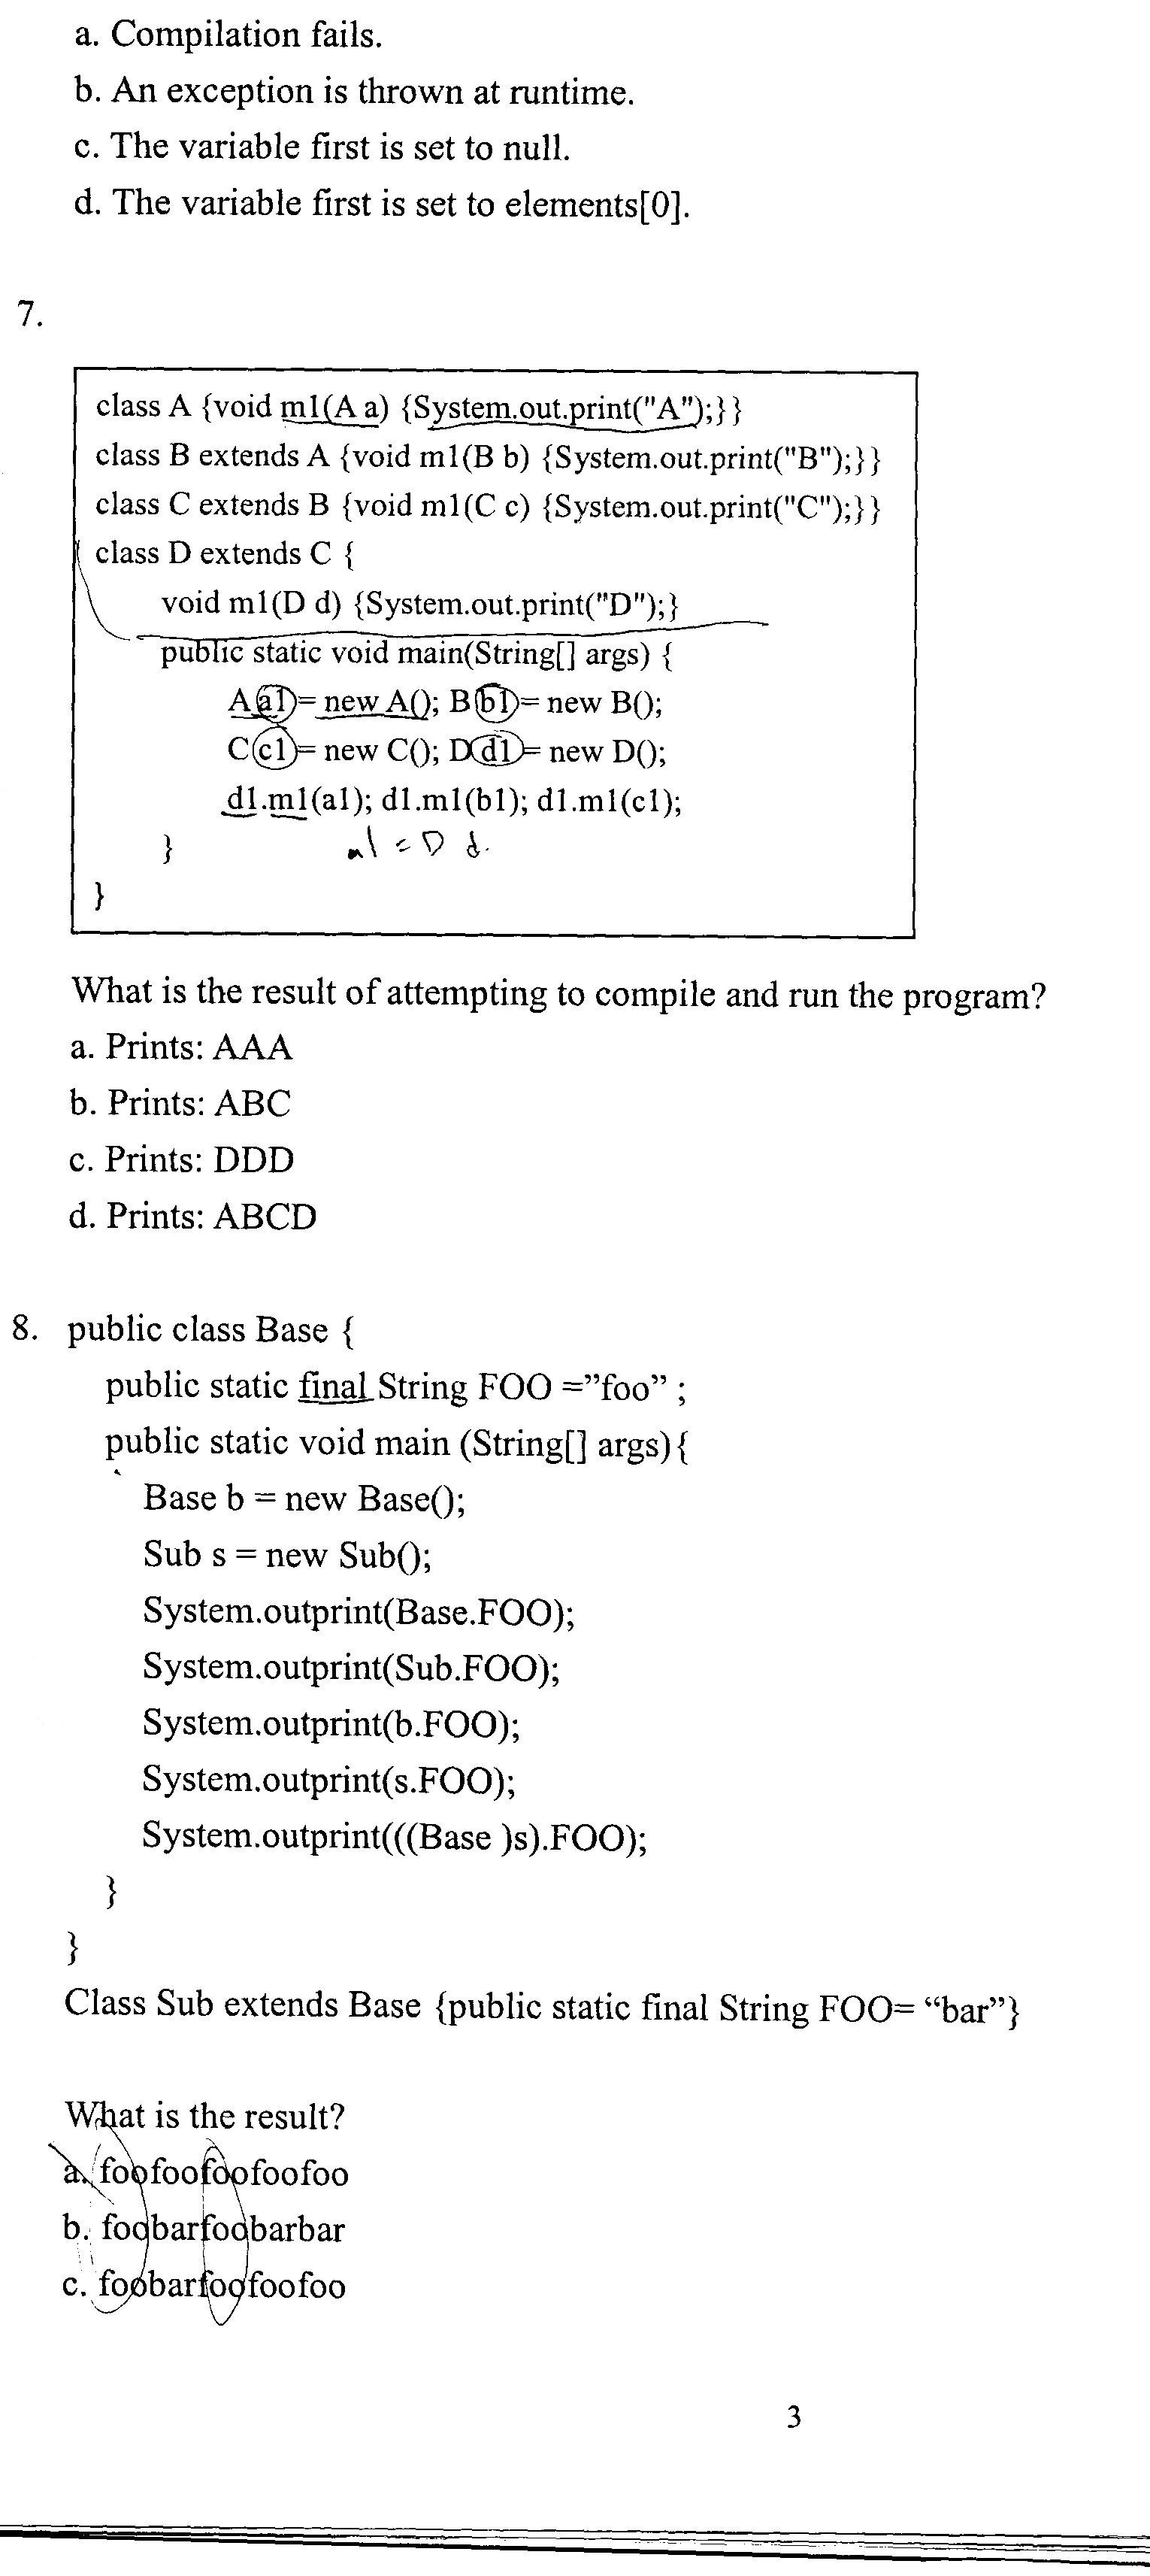 a. Compilation fails.
b. An exception is thrown at runtime.
c. The variable first is set to null.
d. The variable first is set to elements[0].
7.
class A {void m1(A a) {System.out.print("A");}}
class B extends A {void m1(B b) {System.out.print("B");}}
class C extends B {void m1(C c) {System.out.print("C");}}
class D extends C {
void m1(D d) {System.out.print("D");}
public static void main(String[] args) {
A a1 = new A(); B b1 = new B();
C c1 = new C(); D d1 = new D();
d1.m1(a1); d1.m1(b1); d1.m1(c1);
} m1 = D d.
}
What is the result of attempting to compile and run the program?
a. Prints: AAA
b. Prints: ABC
c. Prints: DDD
d. Prints: ABCD
8. public class Base {
public static final String FOO =”foo” ;
public static void main (String[] args){
Base b = new Base();
Sub s = new Sub();
System.outprint(Base.FOO);
System.outprint(Sub.FOO);
System.outprint(b.FOO);
System.outprint(s.FOO);
System.outprint(((Base )s).FOO);
}
}
Class Sub extends Base {public static final String FOO= “bar”}
What is the result?
a. foofoofoofoofoo
b. foobarfoobarbar
c. foobarfoofoofoo
3